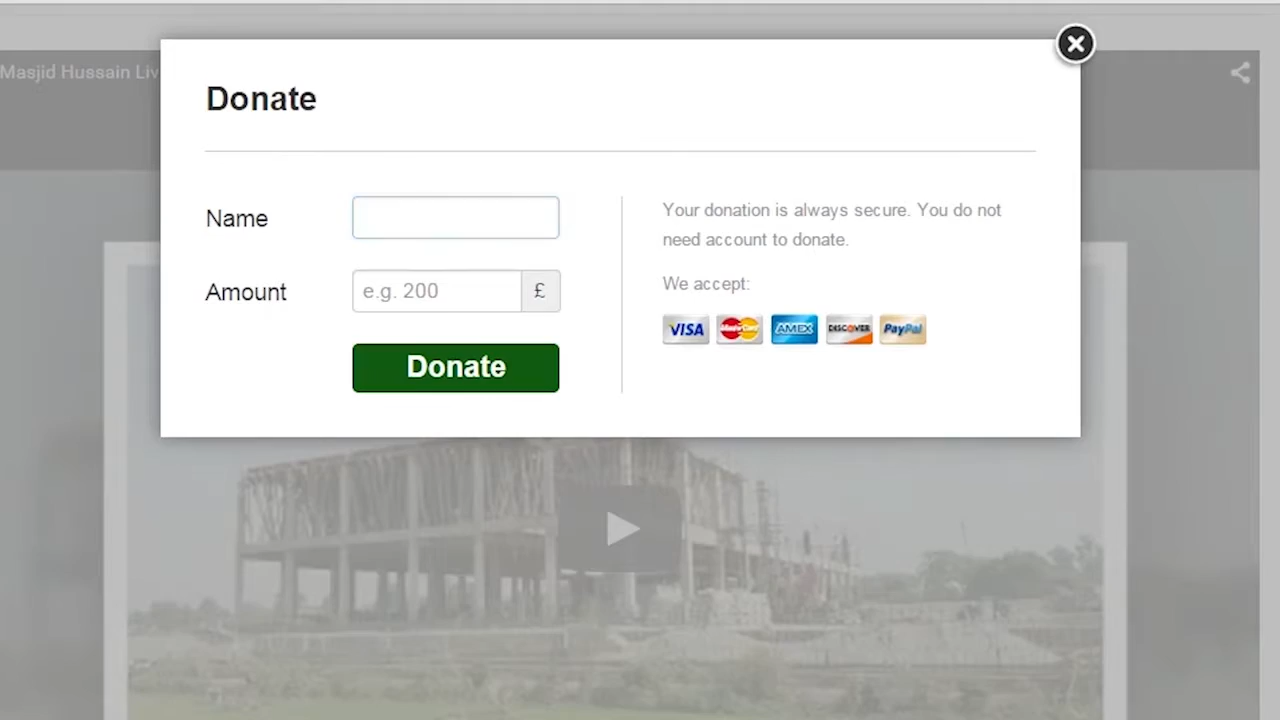 Masjid Hussain Liv
Donate
Name
Amount
e.g. 200
£
Donate
Your donation is always secure. You do not
need account to donate.
We accept:
VISA MasterCard AMEX DISCOVER PayPal